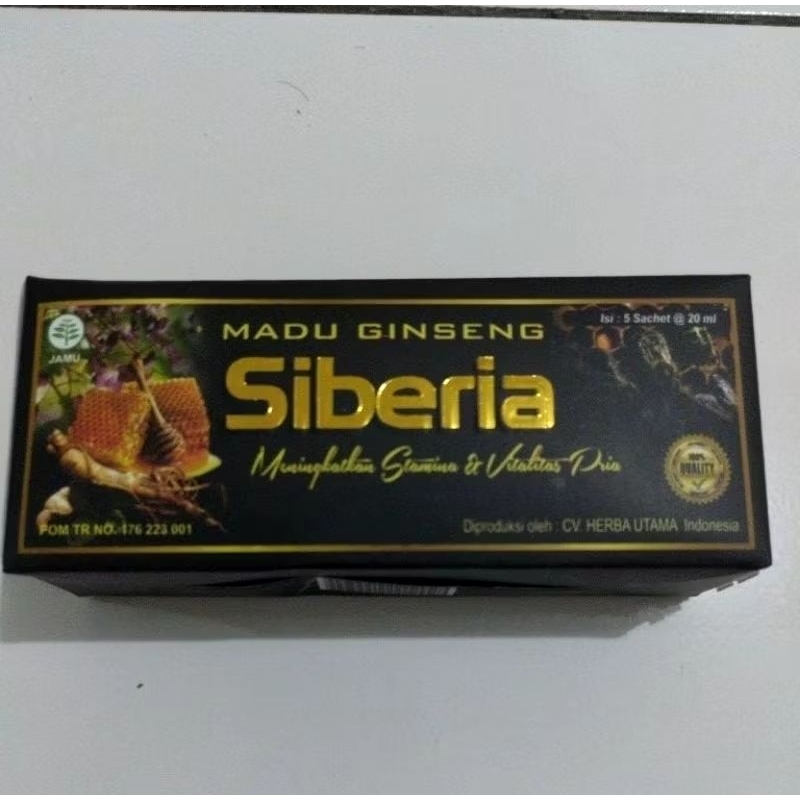 Isi : 5 Sachet @ 20 ml
MADU GINSENG
JAMU
Siberia
Meningkatkan Stamina & Vitalitas Pria
100%
QUALITY
POM TR NO. 176 223 001
Diproduksi oleh : CV. HERBA UTAMA Indonesia